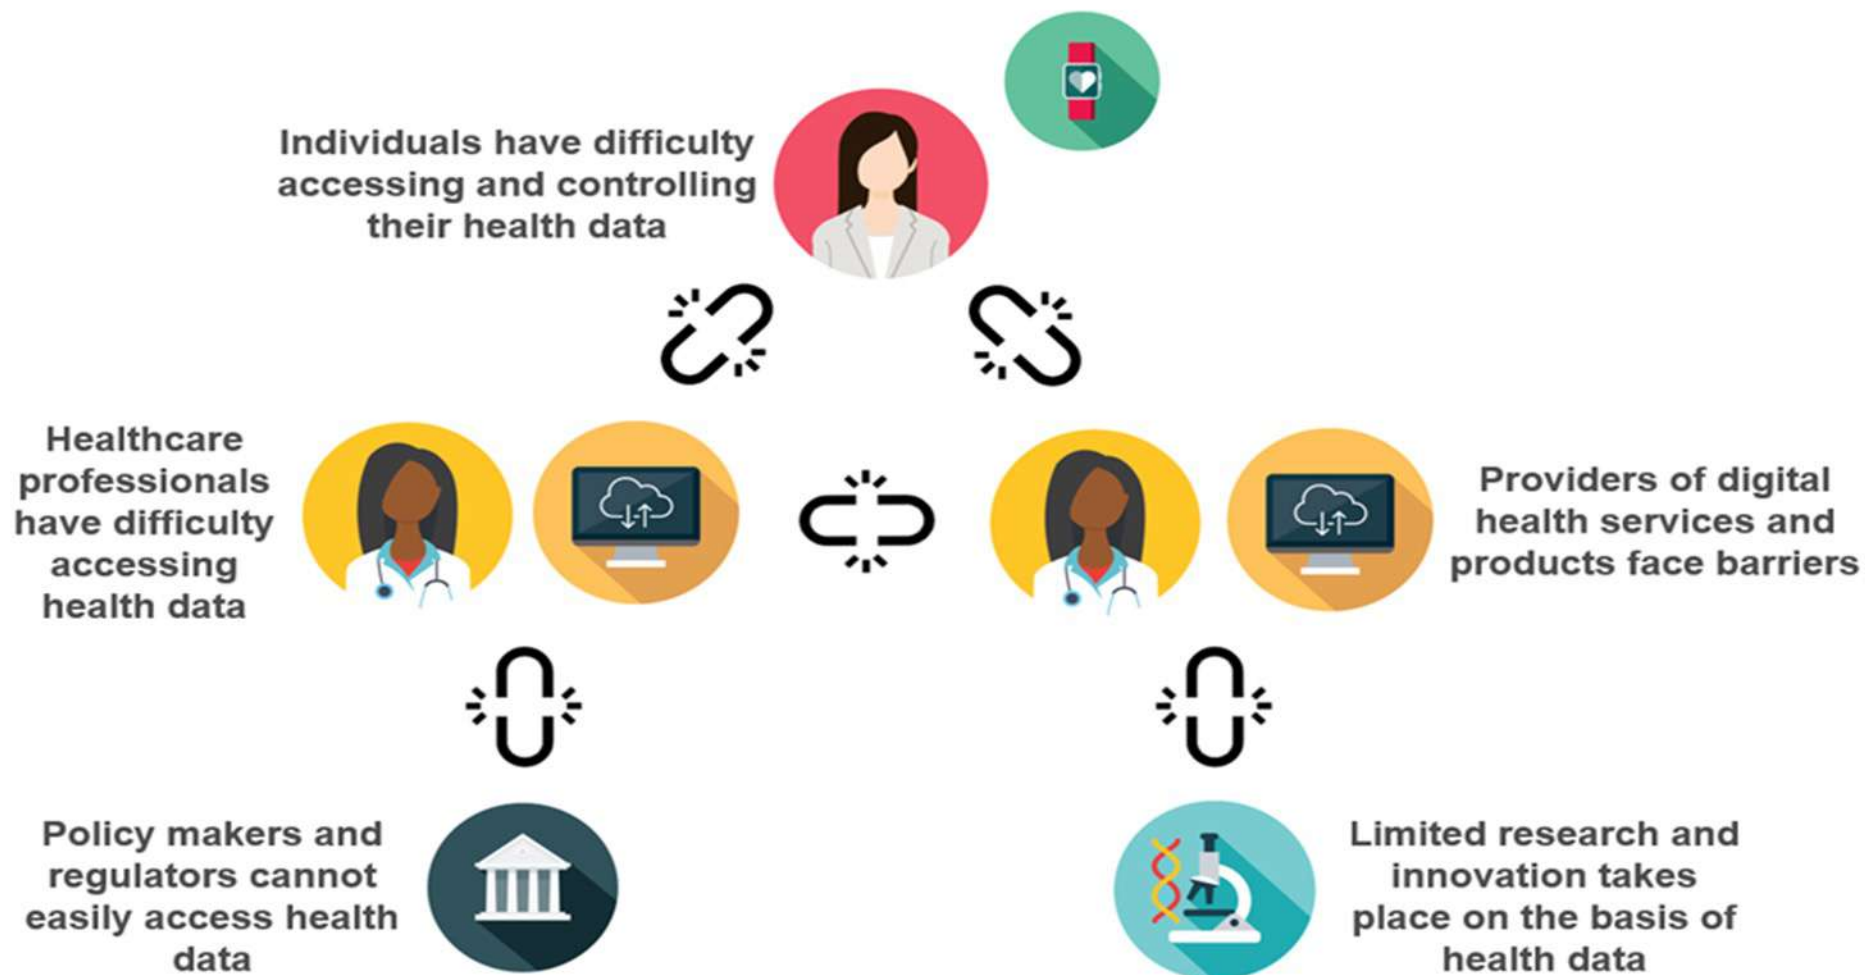 Individuals have difficulty
accessing and controlling
their health data
Healthcare
professionals
have difficulty
accessing
health data
Providers of digital
health services and
products face barriers
Policy makers and
regulators cannot
easily access health
data
Limited research and
innovation takes
place on the basis of
health data